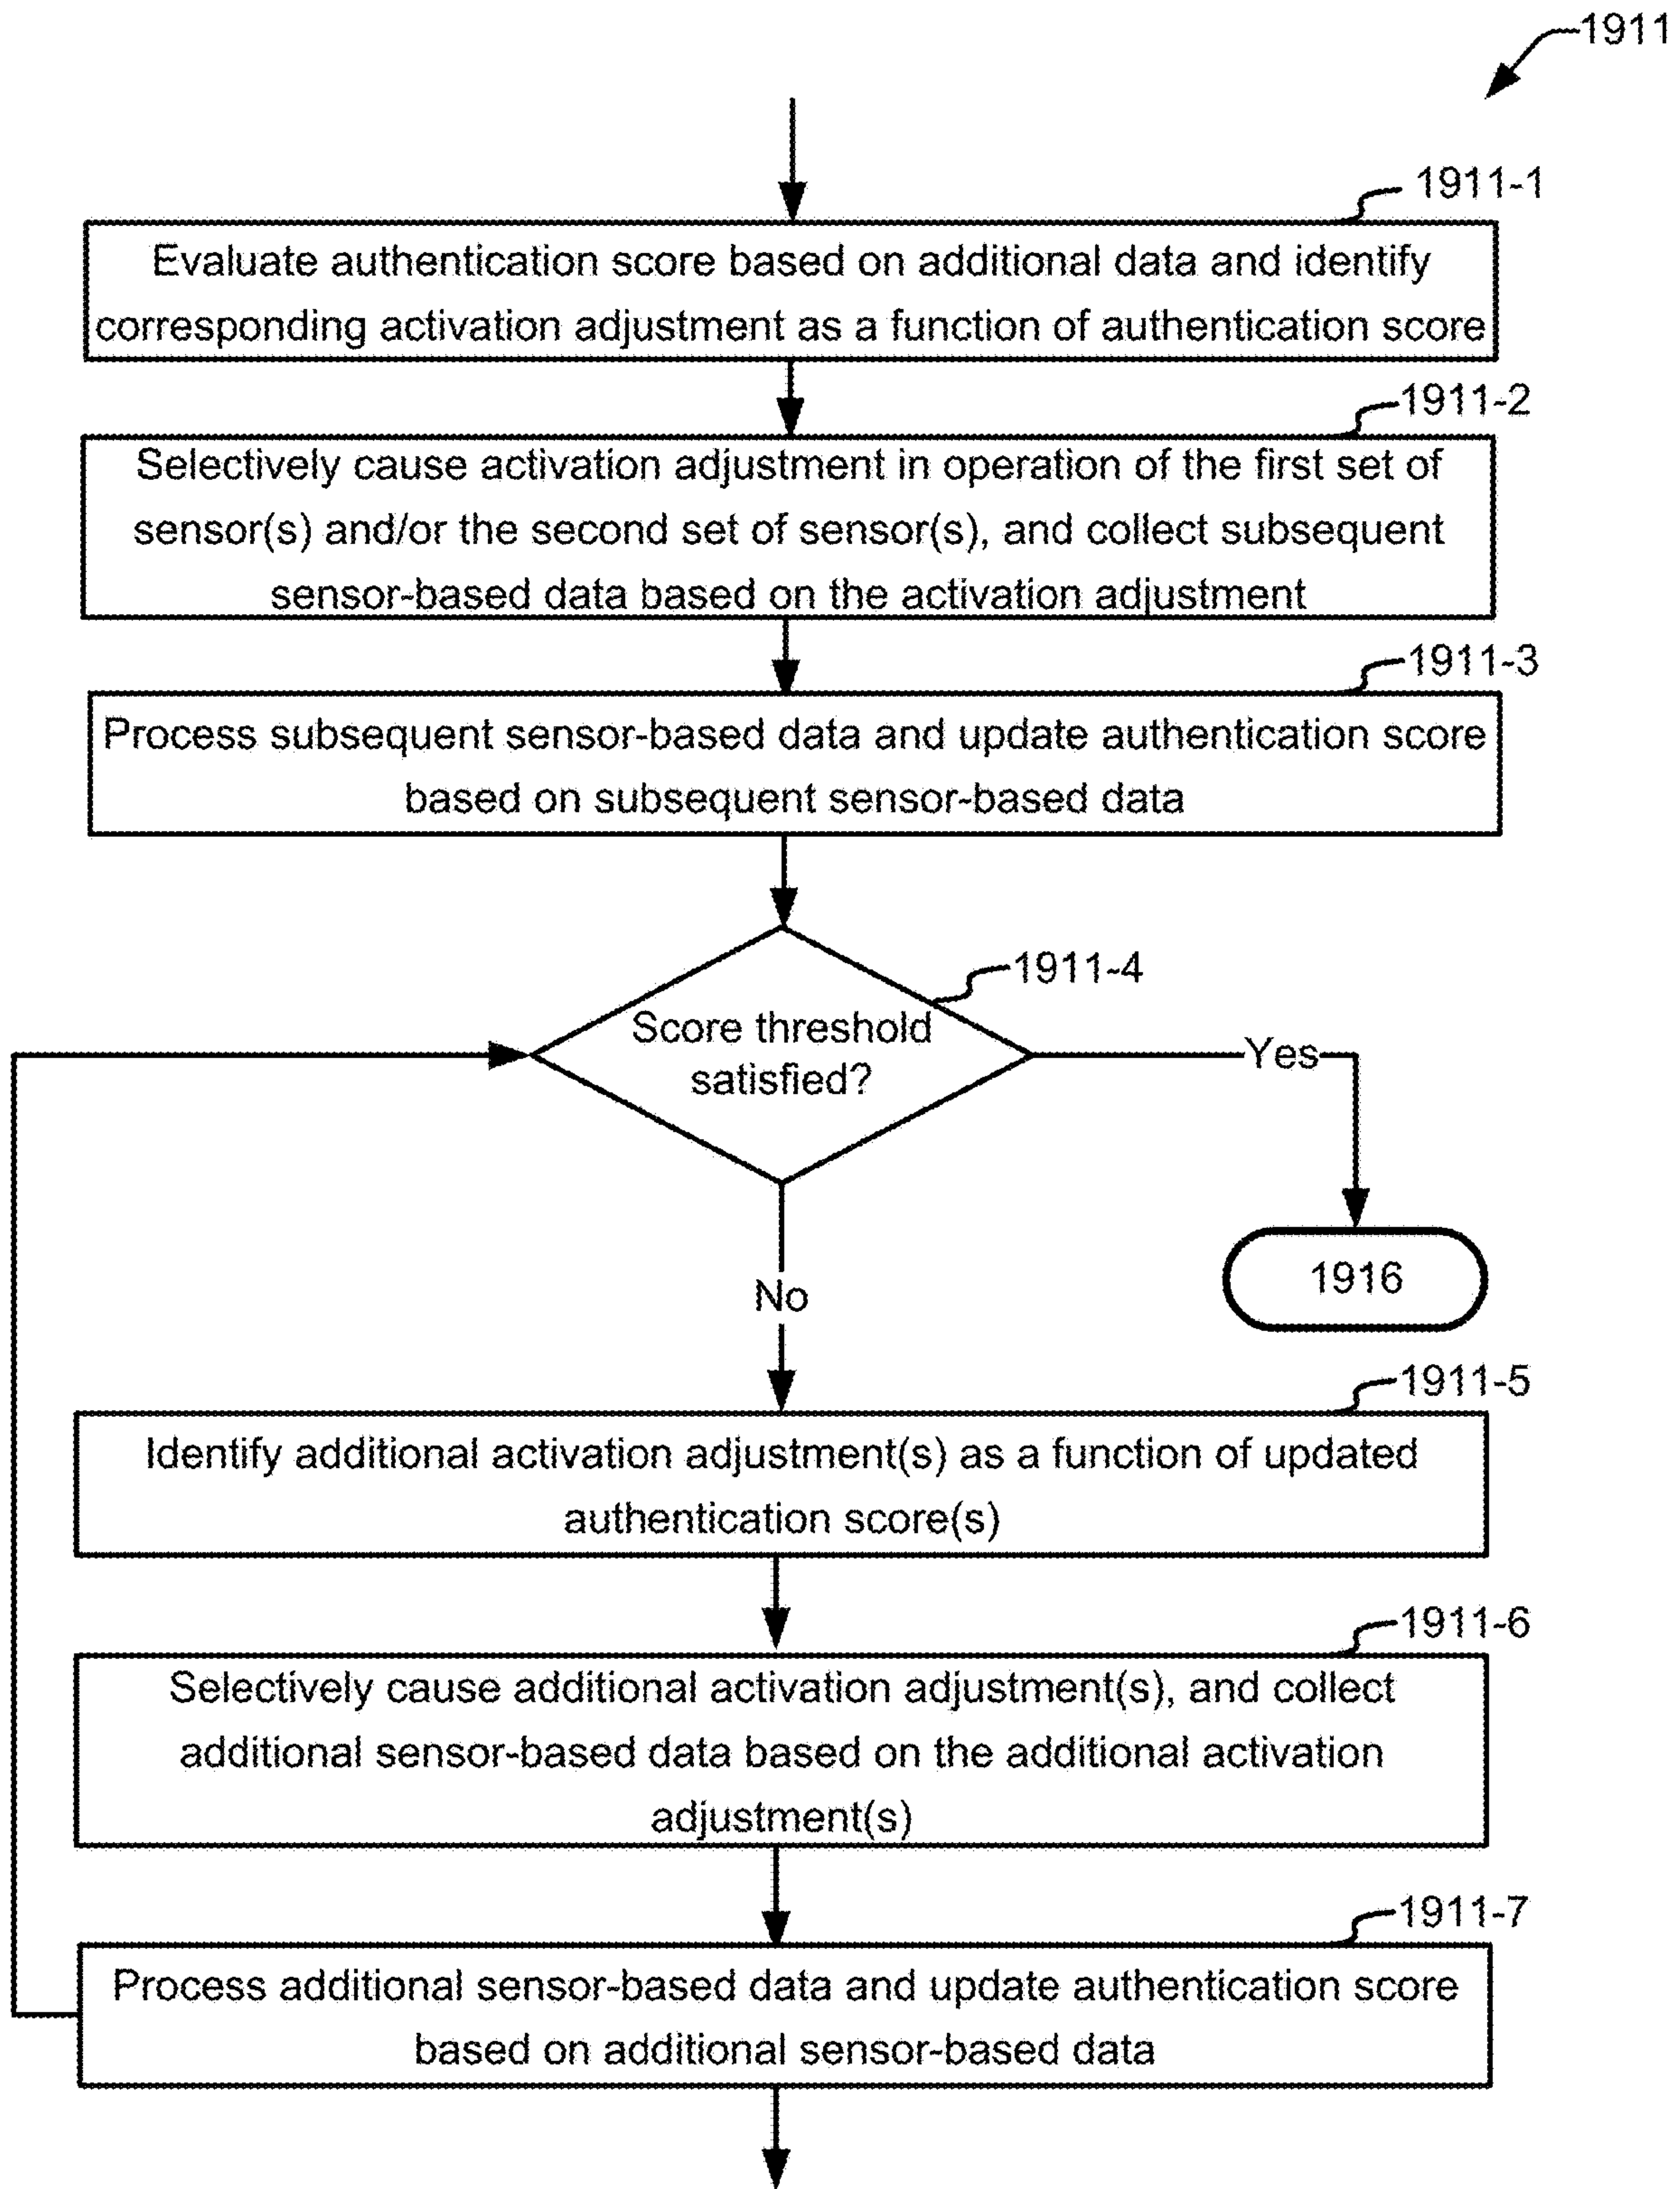 1911
1911-1
Evaluate authentication score based on additional data and identify
corresponding activation adjustment as a function of authentication score
1911-2
Selectively cause activation adjustment in operation of the first set of
sensor(s) and/or the second set of sensor(s), and collect subsequent
sensor-based data based on the activation adjustment
1911-3
Process subsequent sensor-based data and update authentication score
based on subsequent sensor-based data
1911-4
Score threshold
satisfied?
Yes
1916
No
1911-5
Identify additional activation adjustment(s) as a function of updated
authentication score(s)
1911-6
Selectively cause additional activation adjustment(s), and collect
additional sensor-based data based on the additional activation
adjustment(s)
1911-7
Process additional sensor-based data and update authentication score
based on additional sensor-based data